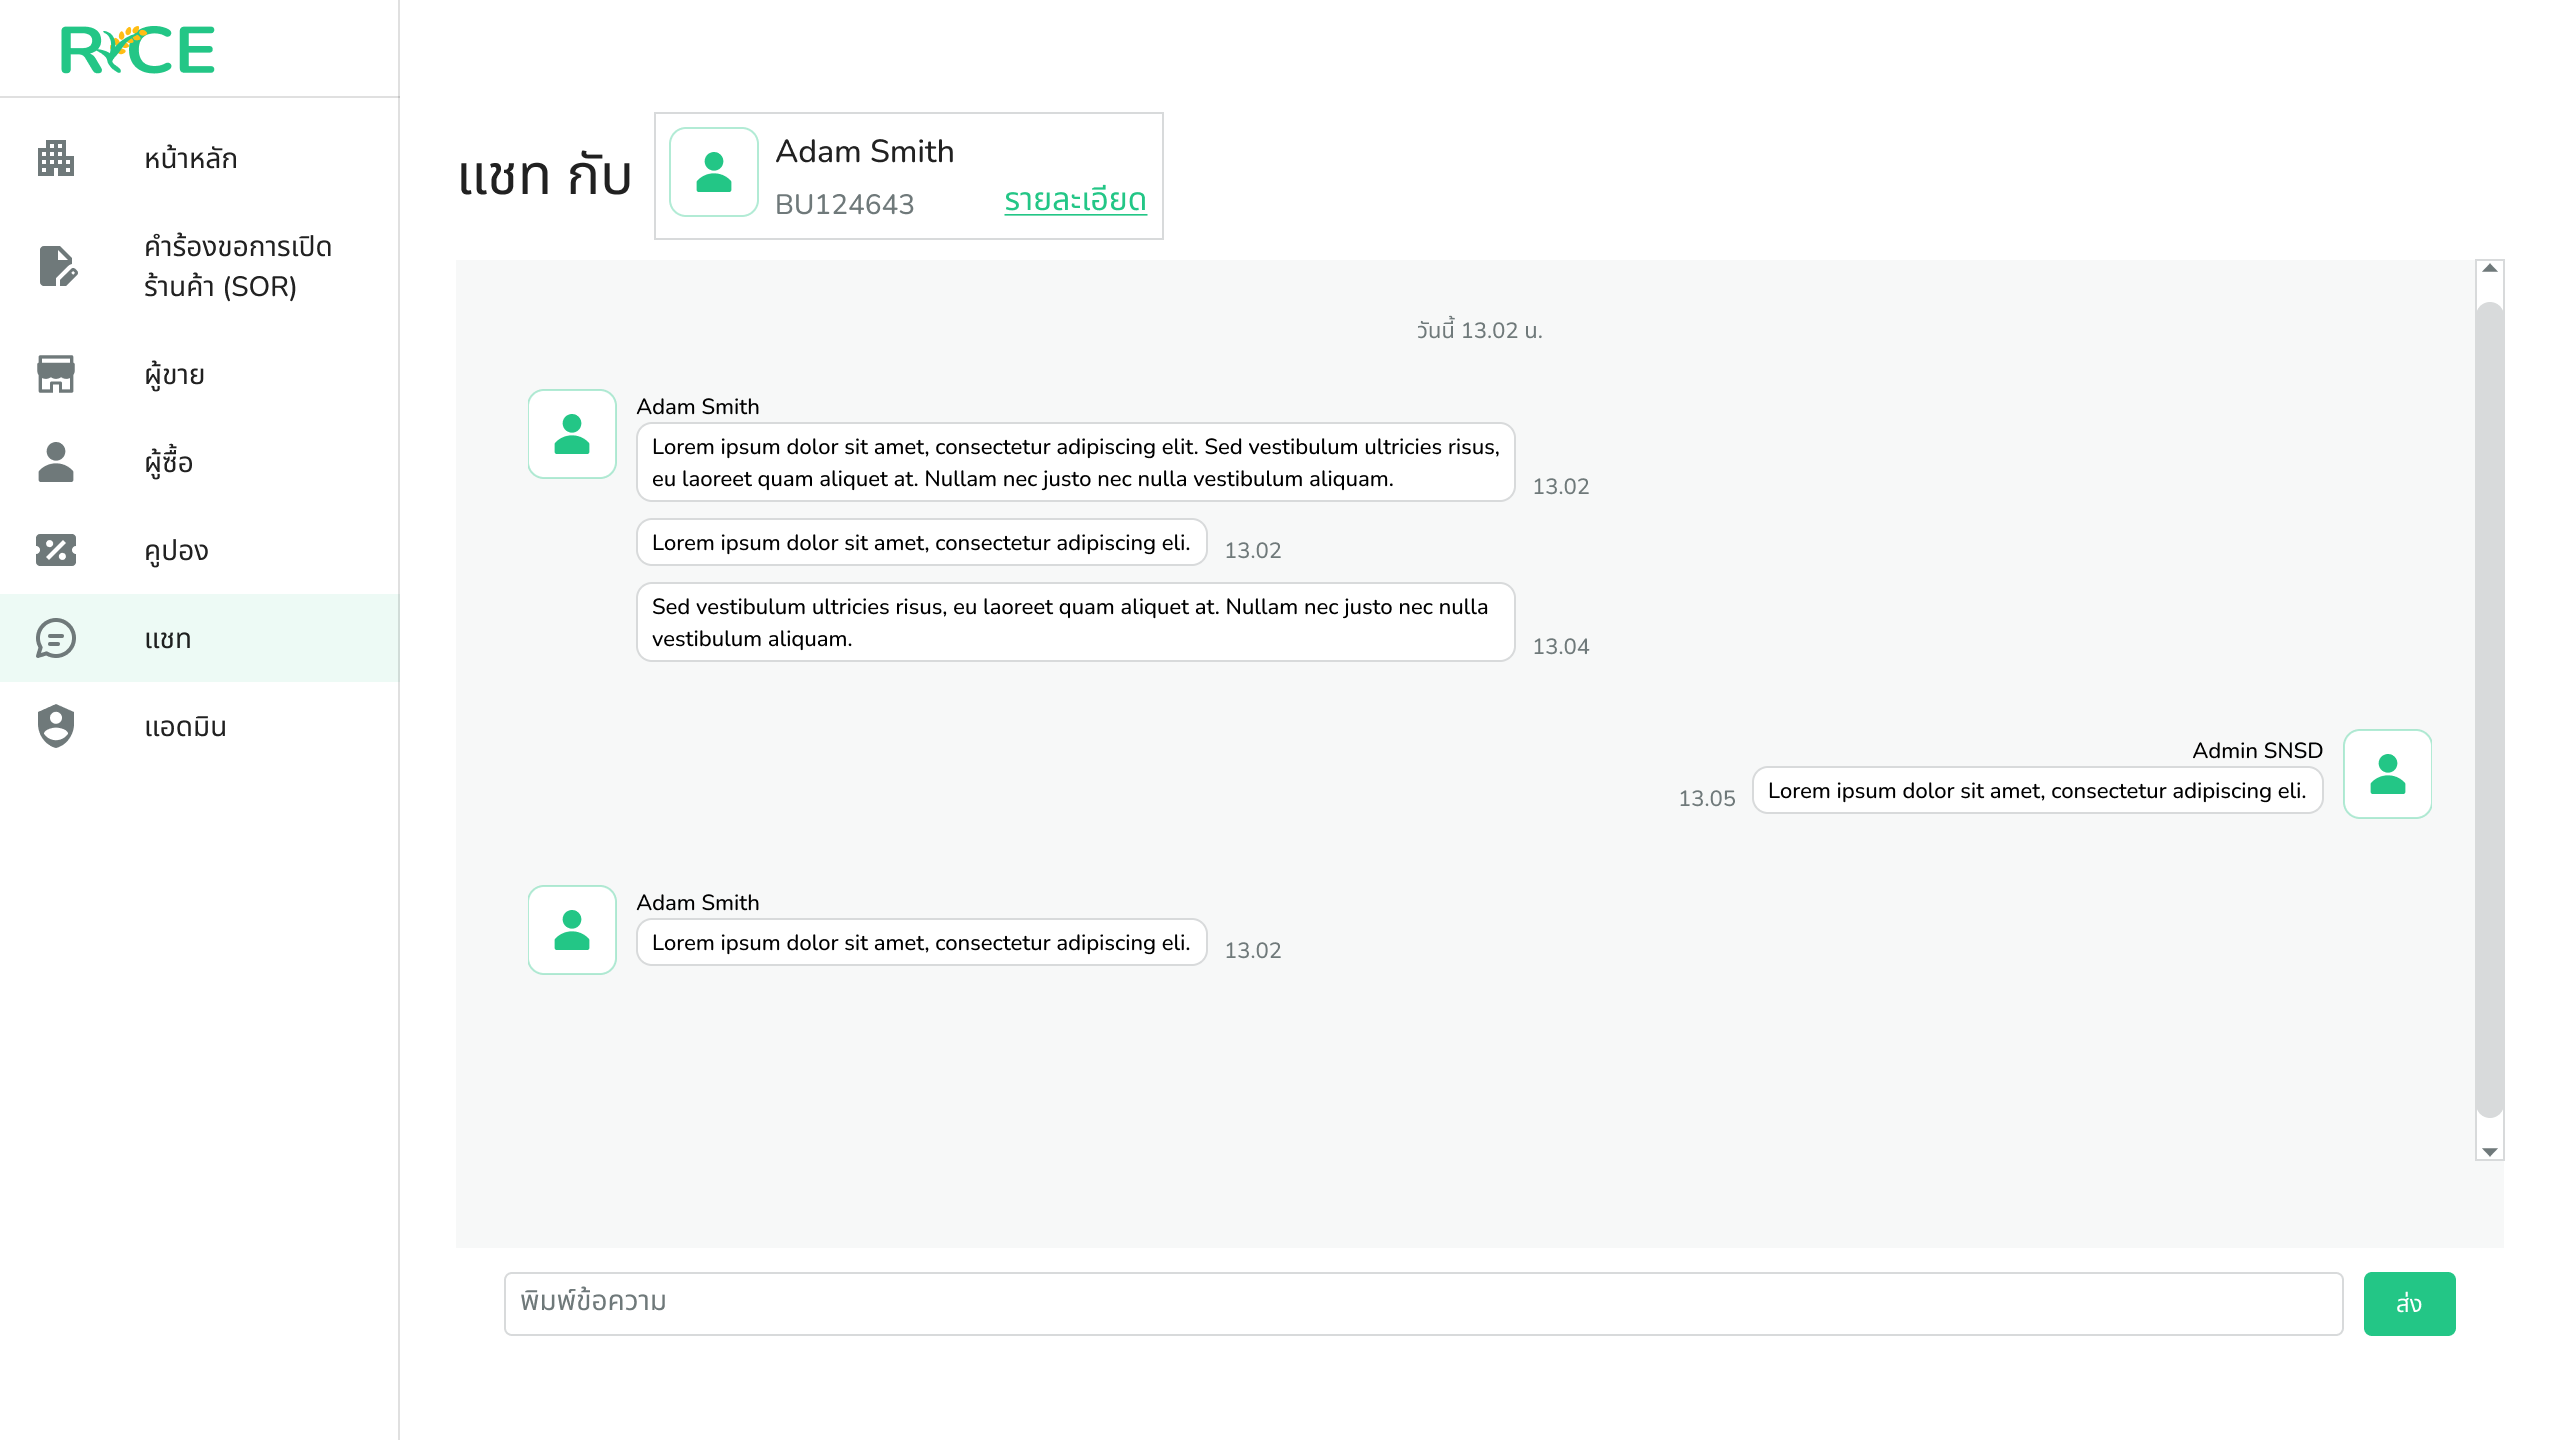 RICE
หน้าหลัก
คำร้องขอการเปิด
ร้านค้า (SOR)
ผู้ขาย
ผู้ซื้อ
คูปอง
แชท
แอดมิน
แชท กับ
Adam Smith
BU124643
รายละเอียด
วันนี้ 13.02 น.
Adam Smith
Lorem ipsum dolor sit amet, consectetur adipiscing elit. Sed vestibulum ultricies risus,
eu laoreet quam aliquet at. Nullam nec justo nec nulla vestibulum aliquam.
13.02
Lorem ipsum dolor sit amet, consectetur adipiscing eli.
13.02
Sed vestibulum ultricies risus, eu laoreet quam aliquet at. Nullam nec justo nec nulla
vestibulum aliquam.
13.04
Admin SNSD
13.05
Lorem ipsum dolor sit amet, consectetur adipiscing eli.
Adam Smith
Lorem ipsum dolor sit amet, consectetur adipiscing eli.
13.02
พิมพ์ข้อความ
ส่ง